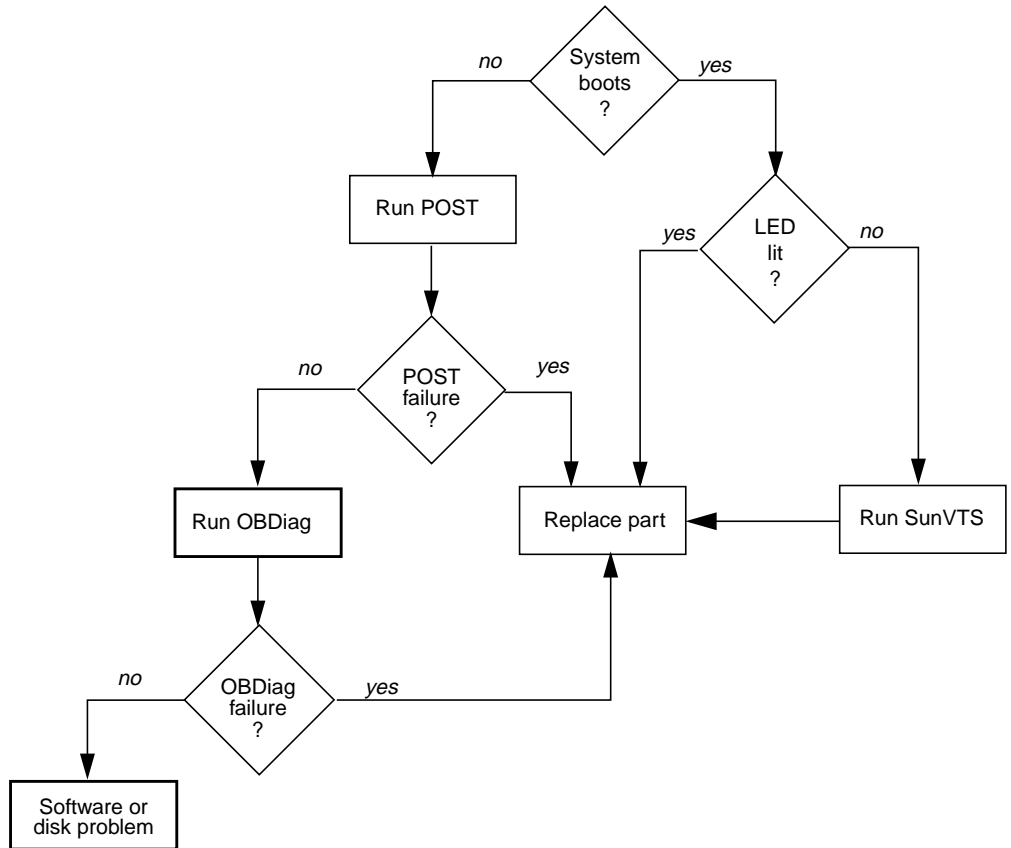 System
boots
?
no
yes
Run POST
LED
lit
?
yes
no
POST
failure
?
no
yes
Run OBDiag
Replace part
Run SunVTS
OBDiag
failure
?
no
yes
Software or
disk problem